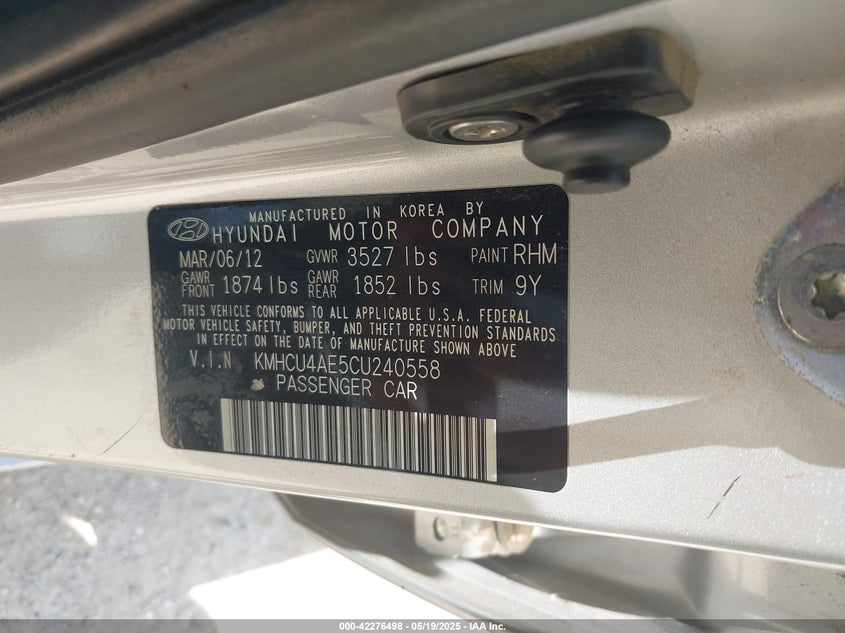 MANUFACTURED IN KOREA BY
HYUNDAI MOTOR COMPANY
MAR/06/12 GVWR 3527 lbs PAINT RHM
GAWR FRONT 1874 lbs GAWR REAR 1852 lbs TRIM 9Y
THIS VEHICLE CONFORMS TO ALL APPLICABLE U.S.A. FEDERAL
MOTOR VEHICLE SAFETY, BUMPER, AND THEFT PREVENTION STANDARDS
IN EFFECT ON THE DATE OF MANUFACTURE SHOWN ABOVE
V.I.N KMHCU4AE5CU240558
PASSENGER CAR
000-42276498 - 05/19/2025 - IAA Inc.